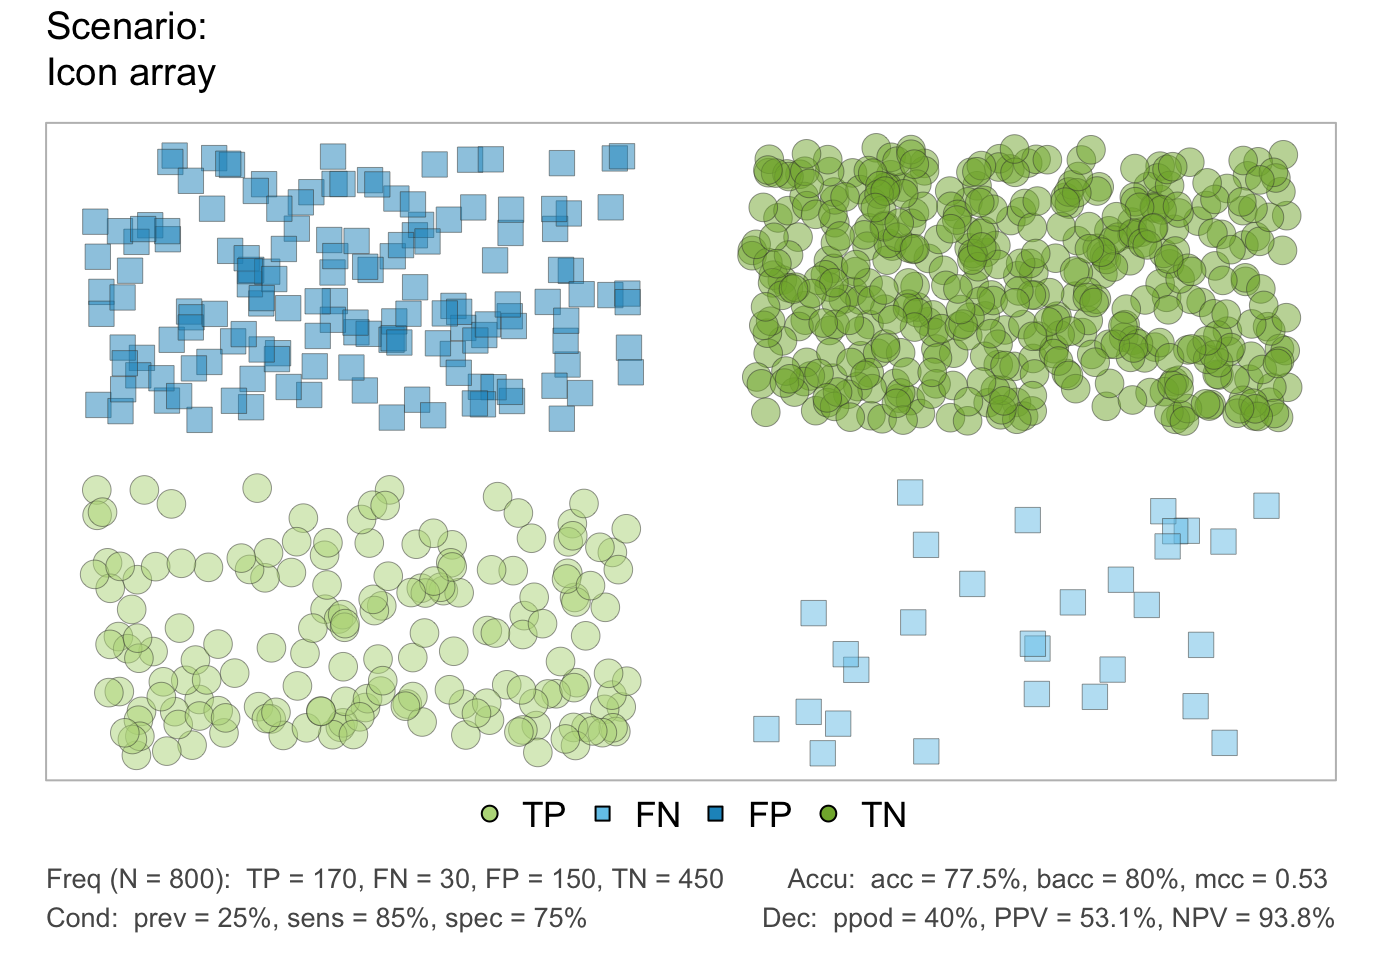 Scenario:
Icon array
TP FN FP TN
Freq (N = 800):  TP = 170, FN = 30, FP = 150, TN = 450
Accu:  acc = 77.5%, bacc = 80%, mcc = 0.53
Cond:  prev = 25%, sens = 85%, spec = 75%
Dec:  ppod = 40%, PPV = 53.1%, NPV = 93.8%